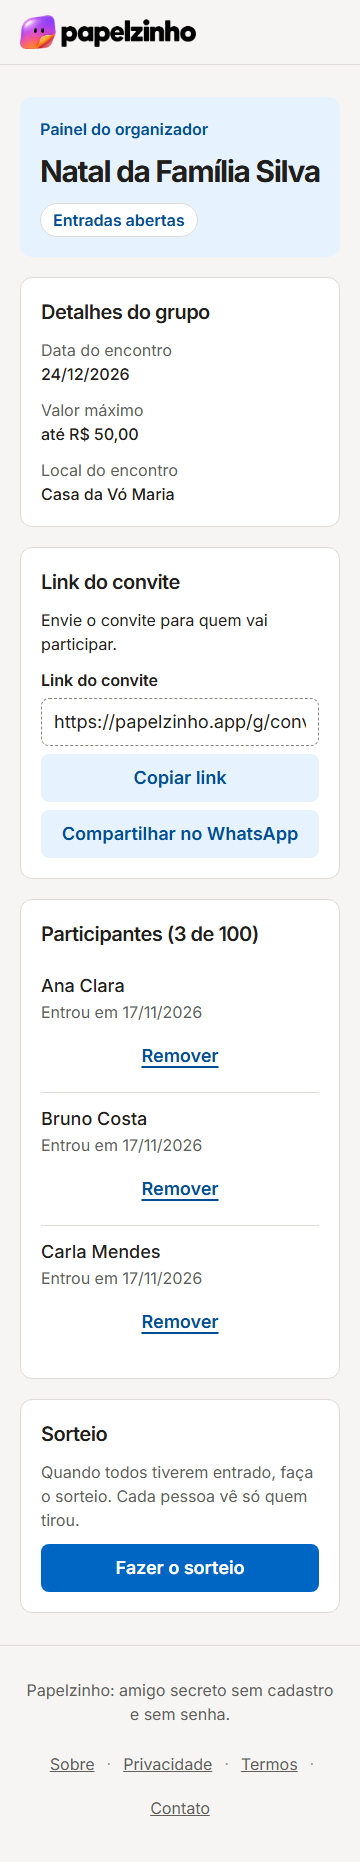 papelzinho
Painel do organizador
Natal da Família Silva
Entradas abertas
Detalhes do grupo
Data do encontro
24/12/2026
Valor máximo
até R$ 50,00
Local do encontro
Casa da Vó Maria
Link do convite
Envie o convite para quem vai
participar.
Link do convite
https://papelzinho.app/g/conv
Copiar link
Compartilhar no WhatsApp
Participantes (3 de 100)
Ana Clara
Entrou em 17/11/2026
Remover
Bruno Costa
Entrou em 17/11/2026
Remover
Carla Mendes
Entrou em 17/11/2026
Remover
Sorteio
Quando todos tiverem entrado, faça
o sorteio. Cada pessoa vê só quem
tirou.
Fazer o sorteio
Papelzinho: amigo secreto sem cadastro
e sem senha.
Sobre · Privacidade · Termos ·
Contato